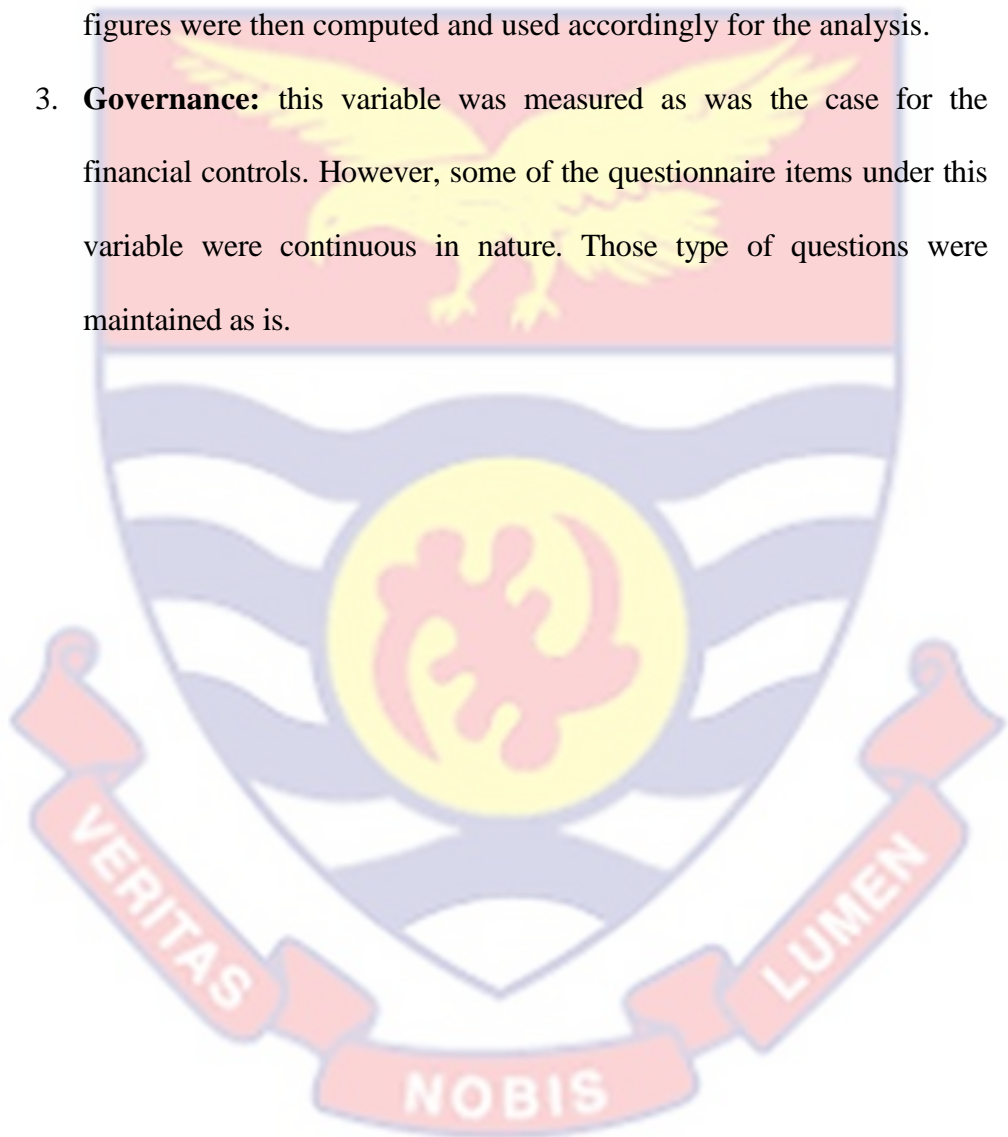 figures were then computed and used accordingly for the analysis.
3. Governance: this variable was measured as was the case for the
financial controls. However, some of the questionnaire items under this
variable were continuous in nature. Those type of questions were
maintained as is.
VERITAS
NOBIS
LUMEN